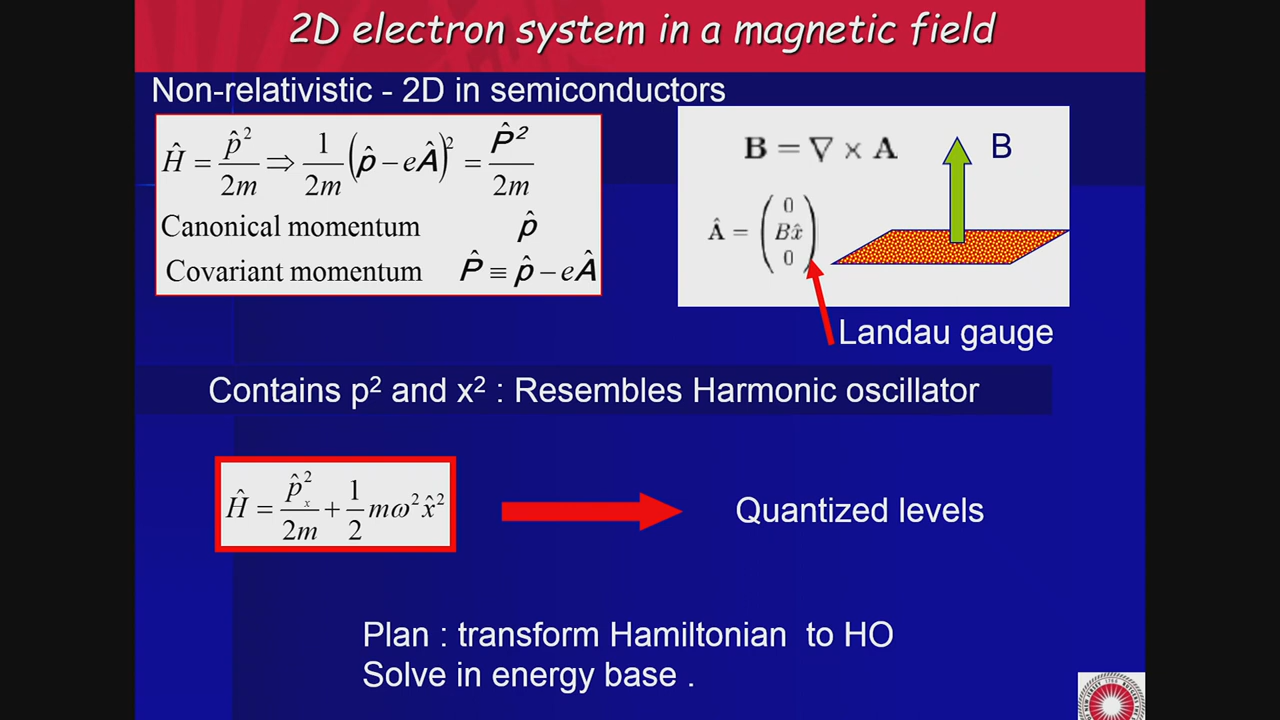 2D electron system in a magnetic field
Non-relativistic - 2D in semiconductors
Ĥ = p̂²/2m ⇒ 1/2m (p̂ − eÂ)² = P̂²/2m
Canonical momentum p̂
Covariant momentum P̂ ≡ p̂ − eÂ
B = ∇ × A
B
Â = (0 Bx̂ 0)
Landau gauge
Contains p² and x² : Resembles Harmonic oscillator
Ĥ = p̂ₓ²/2m + 1/2 mω²x̂²
Quantized levels
Plan : transform Hamiltonian to HO
Solve in energy base .